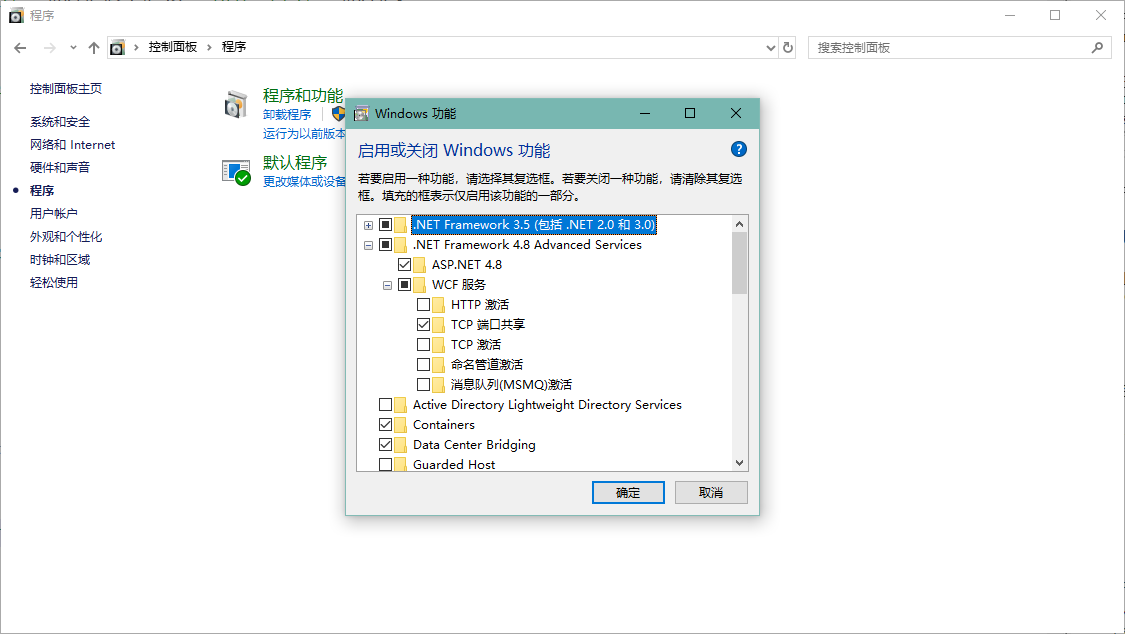 程序
控制面板 程序
搜索控制面板
控制面板主页
系统和安全
网络和 Internet
硬件和声音
程序
用户帐户
外观和个性化
时钟和区域
轻松使用
程序和功能
卸载程序
运行为以前版本
默认程序
更改媒体或设备
Windows 功能
启用或关闭 Windows 功能
若要启用一种功能，请选择其复选框。若要关闭一种功能，请清除其复选
框。填充的框表示仅启用该功能的一部分。
.NET Framework 3.5 (包括 .NET 2.0 和 3.0)
.NET Framework 4.8 Advanced Services
ASP.NET 4.8
WCF 服务
HTTP 激活
TCP 端口共享
TCP 激活
命名管道激活
消息队列(MSMQ)激活
Active Directory Lightweight Directory Services
Containers
Data Center Bridging
Guarded Host
确定 取消